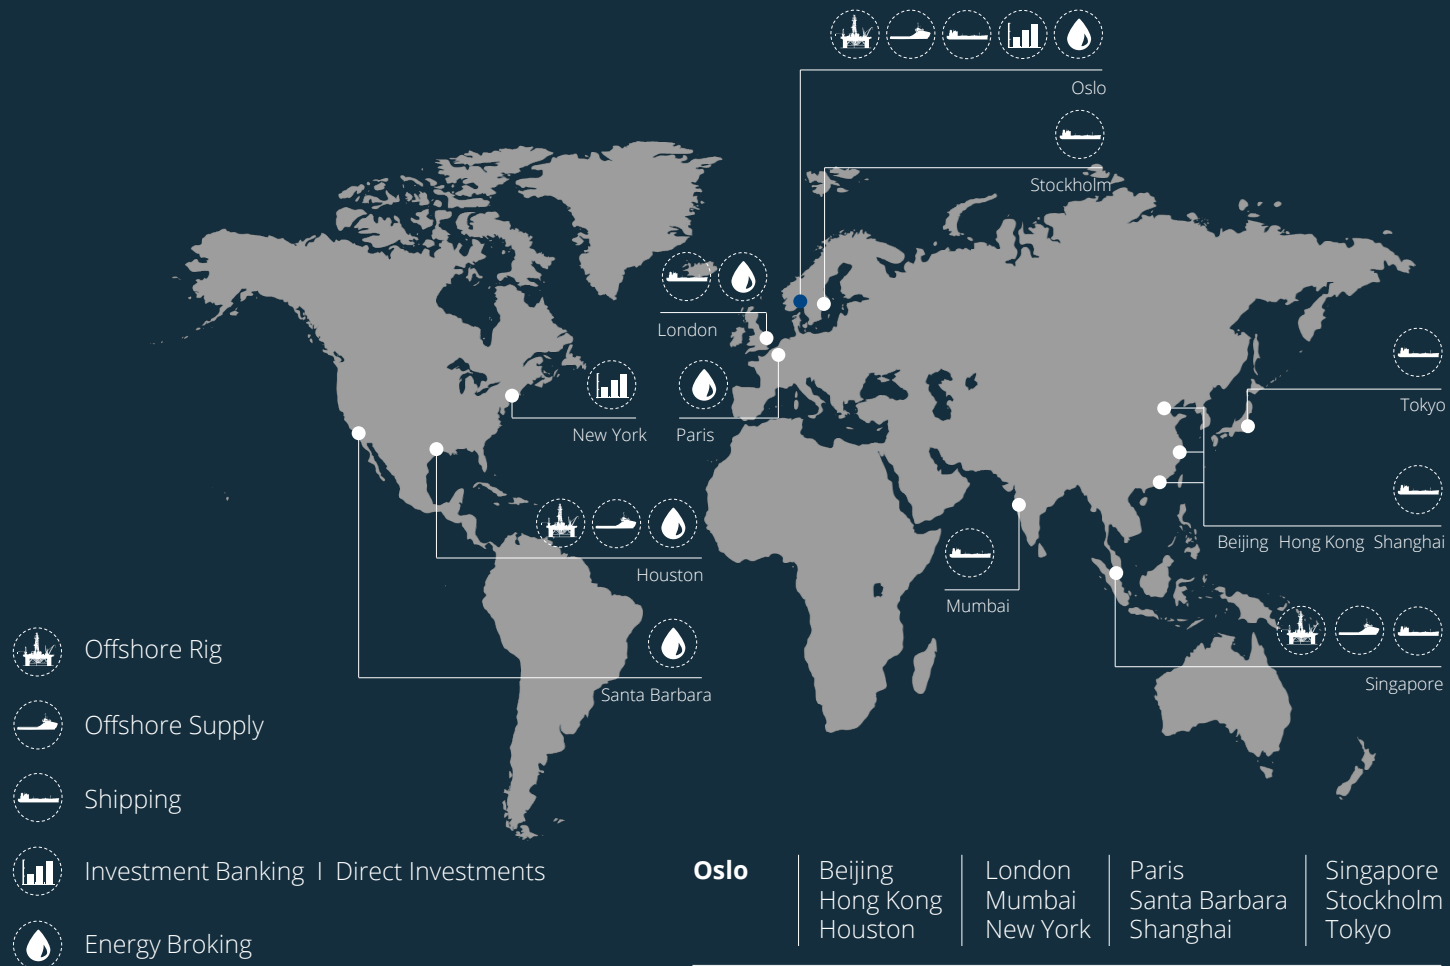 Oslo
Stockholm
London
New York
Paris
Tokyo
Beijing Hong Kong Shanghai
Houston
Mumbai
Santa Barbara
Singapore
Offshore Rig
Offshore Supply
Shipping
Investment Banking I Direct Investments
Energy Broking
Oslo
Beijing
Hong Kong
Houston
London
Mumbai
New York
Paris
Santa Barbara
Shanghai
Singapore
Stockholm
Tokyo